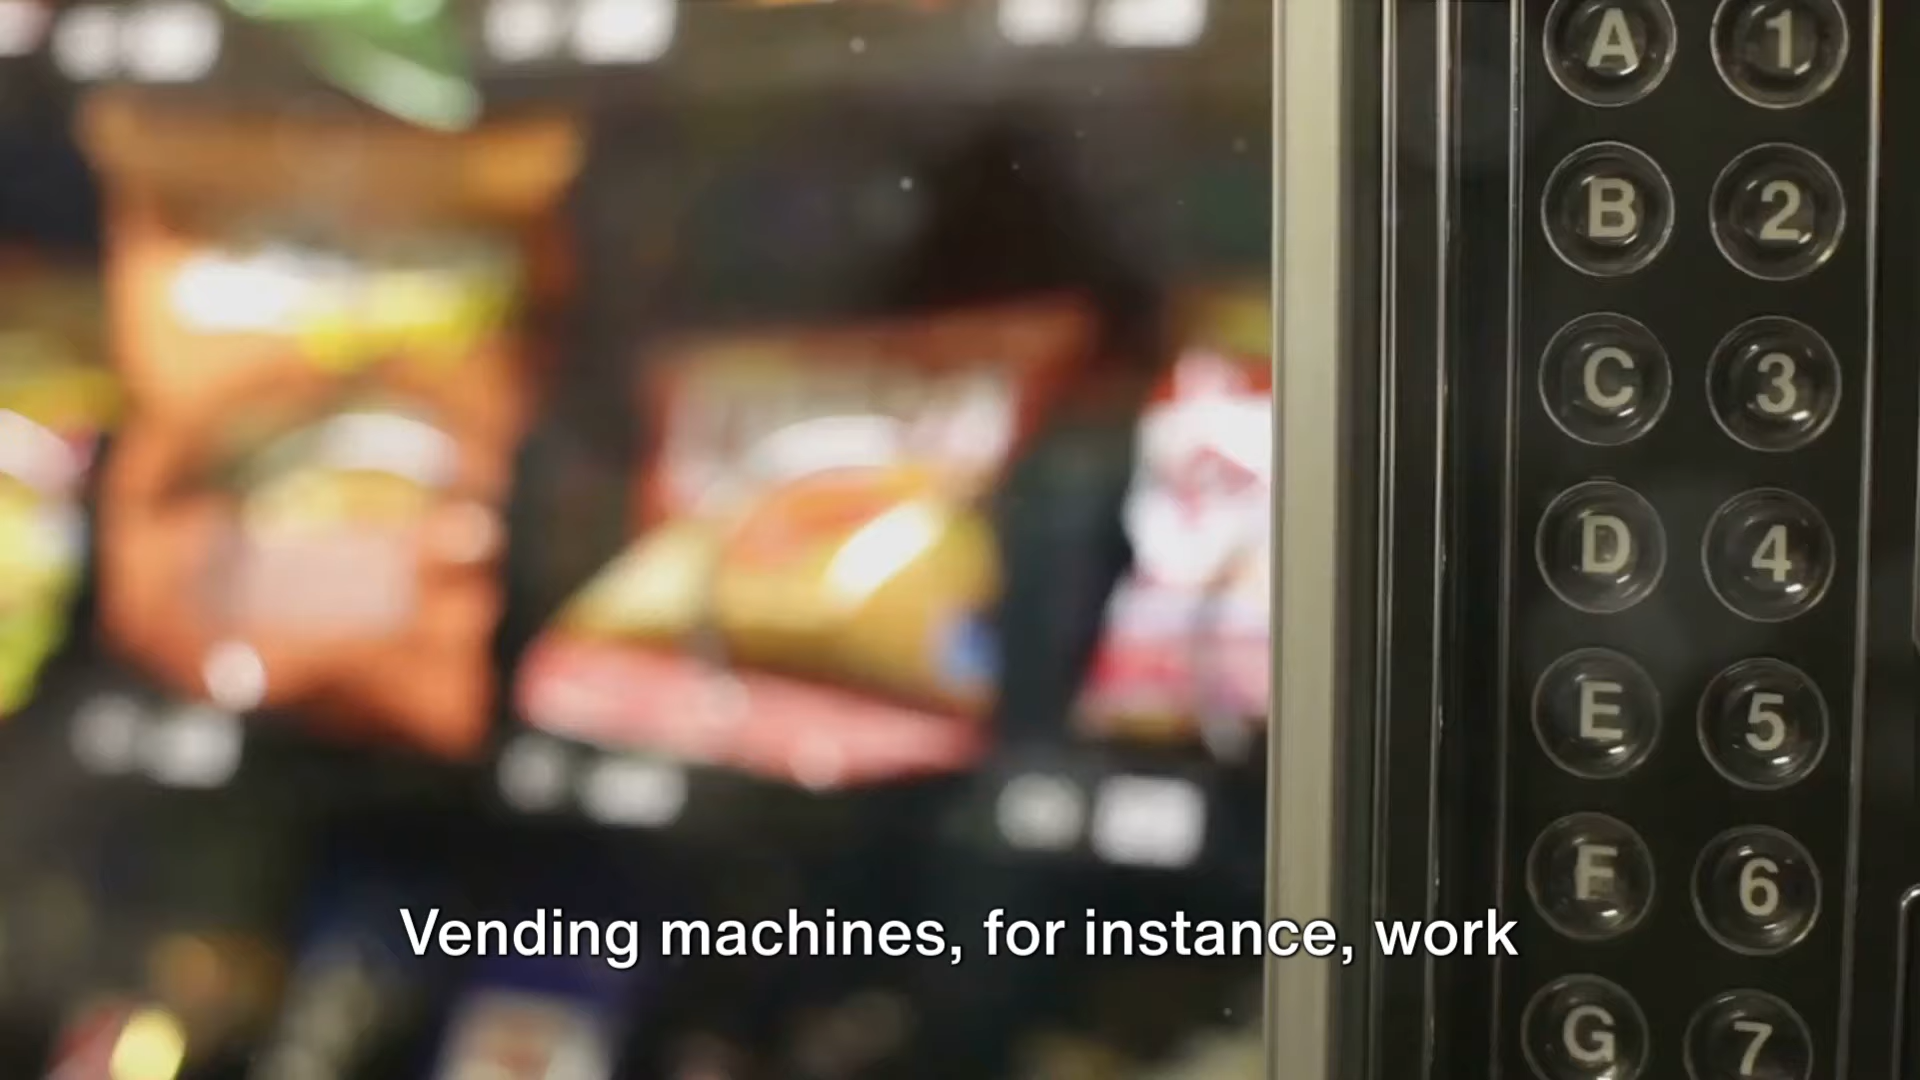 A 1
B 2
C 3
D 4
E 5
F 6
G 7
Vending machines, for instance, work